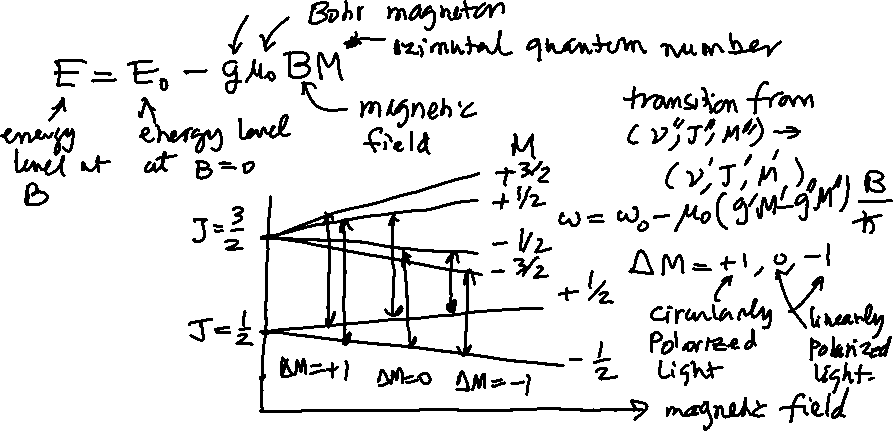 Bohr magneton
azimutal quantum number
E = E₀ - gμ₀BM
magnetic field
energy level at B
energy level at B = 0
transition from
(ν'', J'', M'') →
(ν', J', M')
ω = ω₀ - μ₀(g'M' - g''M'') B/ħ
ΔM = +1, 0, -1
circularly Polarized Light
linearly Polarized Light.
M
+3/2
+1/2
J = 3/2
- 1/2
- 3/2
+ 1/2
J = 1/2
- 1/2
ΔM=+1 ΔM=0 ΔM=-1
magnetic field